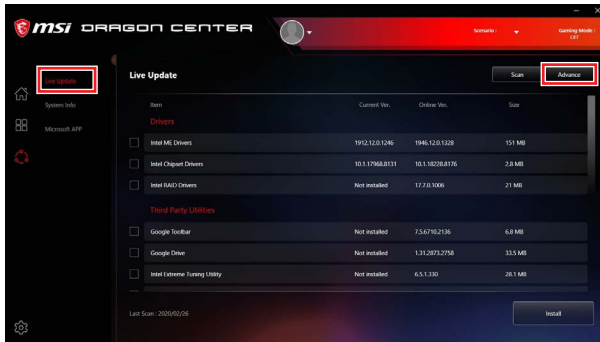 msi DRAGON CENTER
Scenario :
Gaming Mode :
OFF
Live Update
System Info
Microsoft APP
Live Update
Scan
Advance
Item Current Ver. Online Ver. Size
Drivers
Intel ME Drivers 1912.12.0.1246 1946.12.0.1328 151 MB
Intel Chipset Drivers 10.1.17968.8131 10.1.18228.8176 2.8 MB
Intel RAID Drivers Not installed 17.7.0.1006 21 MB
Third Party Utilities
Google Toolbar Not installed 7.5.6710.2136 6.8 MB
Google Drive Not installed 1.31.2873.2758 33.5 MB
Intel Extreme Tuning Utility Not installed 6.5.1.330 28.1 MB
Last Scan : 2020/02/26
Install